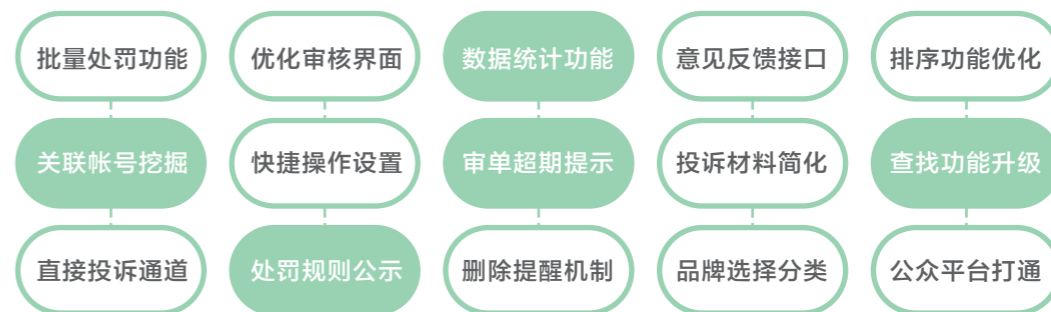 批量处罚功能
优化审核界面
数据统计功能
意见反馈接口
排序功能优化
关联帐号挖掘
快捷操作设置
审单超期提示
投诉材料简化
查找功能升级
直接投诉通道
处罚规则公示
删除提醒机制
品牌选择分类
公众平台打通